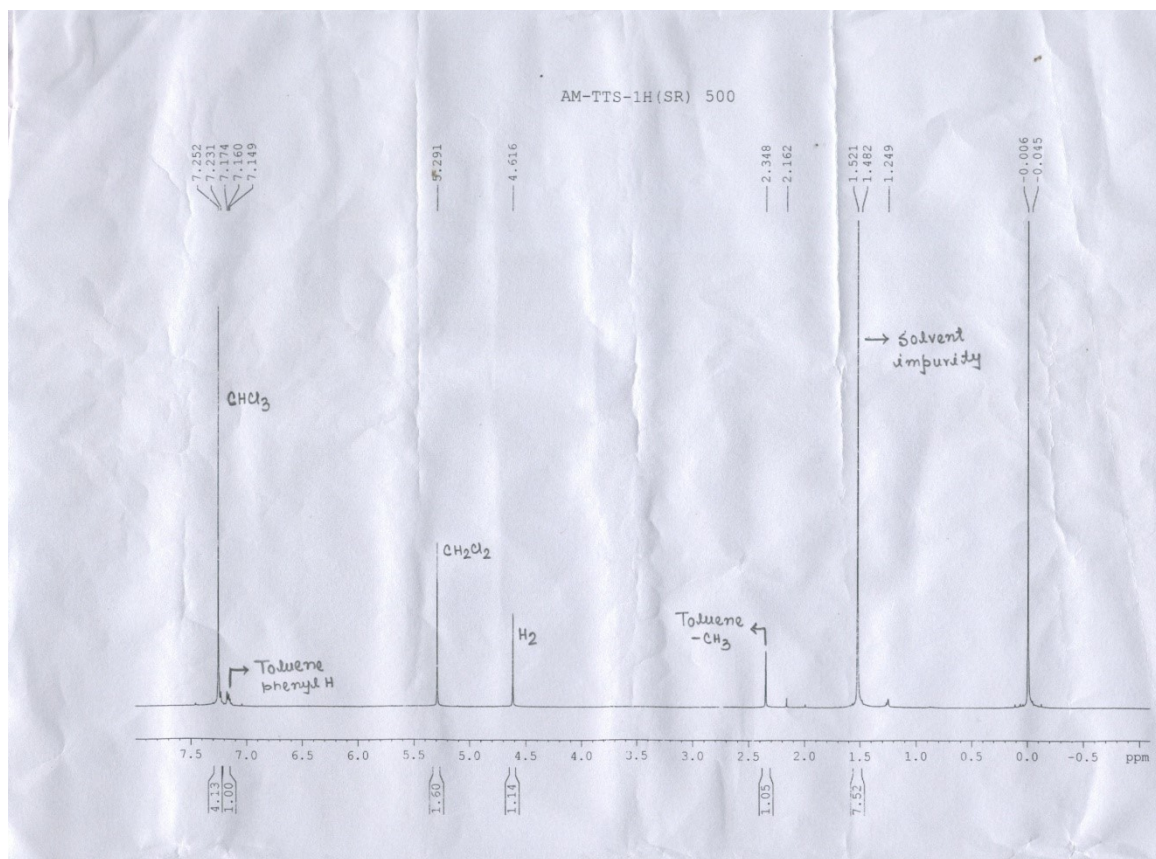 AM-TTS-1H(SR) 500
7.252
7.231
7.174
7.160
7.149
5.291
4.616
2.348
2.162
1.521
1.482
1.249
-0.006
-0.045
→ Solvent
impurity
CHCl3
CH2Cl2
H2
Toluene
-CH3
→ Toluene
phenyl H
7.5 7.0 6.5 6.0 5.5 5.0 4.5 4.0 3.5 3.0 2.5 2.0 1.5 1.0 0.5 0.0 -0.5 ppm
4.13
1.00
1.60
1.14
1.05
7.52